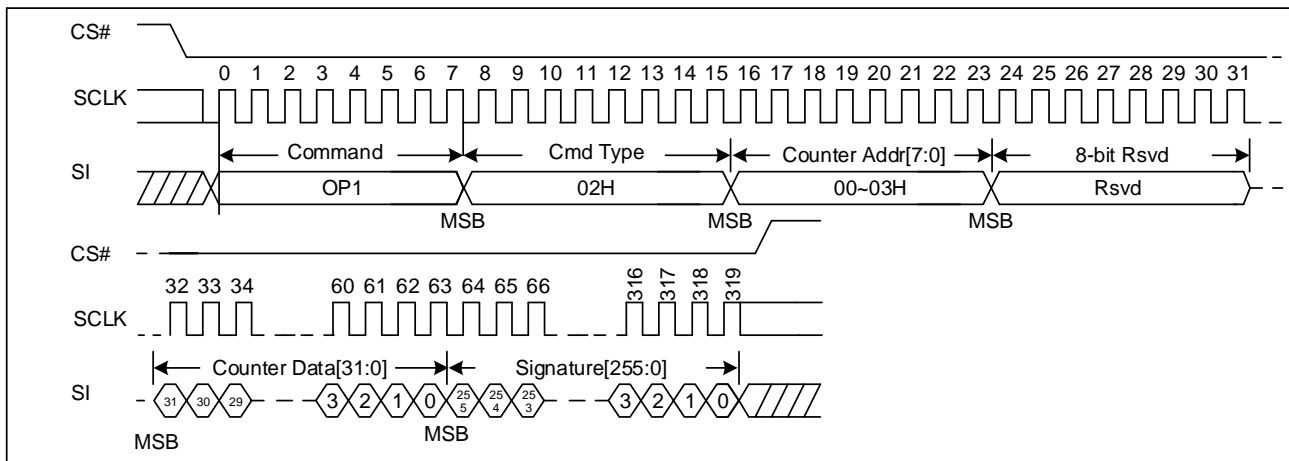 CS#
0 1 2 3 4 5 6 7 8 9 10 11 12 13 14 15 16 17 18 19 20 21 22 23 24 25 26 27 28 29 30 31
SCLK
Command Cmd Type Counter Addr[7:0] 8-bit Rsvd
SI
OP1 02H 00~03H Rsvd
MSB MSB MSB
CS#
32 33 34 60 61 62 63 64 65 66 316 317 318 319
SCLK
Counter Data[31:0] Signature[255:0]
SI
31 30 29 3 2 1 0 255 254 253 3 2 1 0
MSB MSB